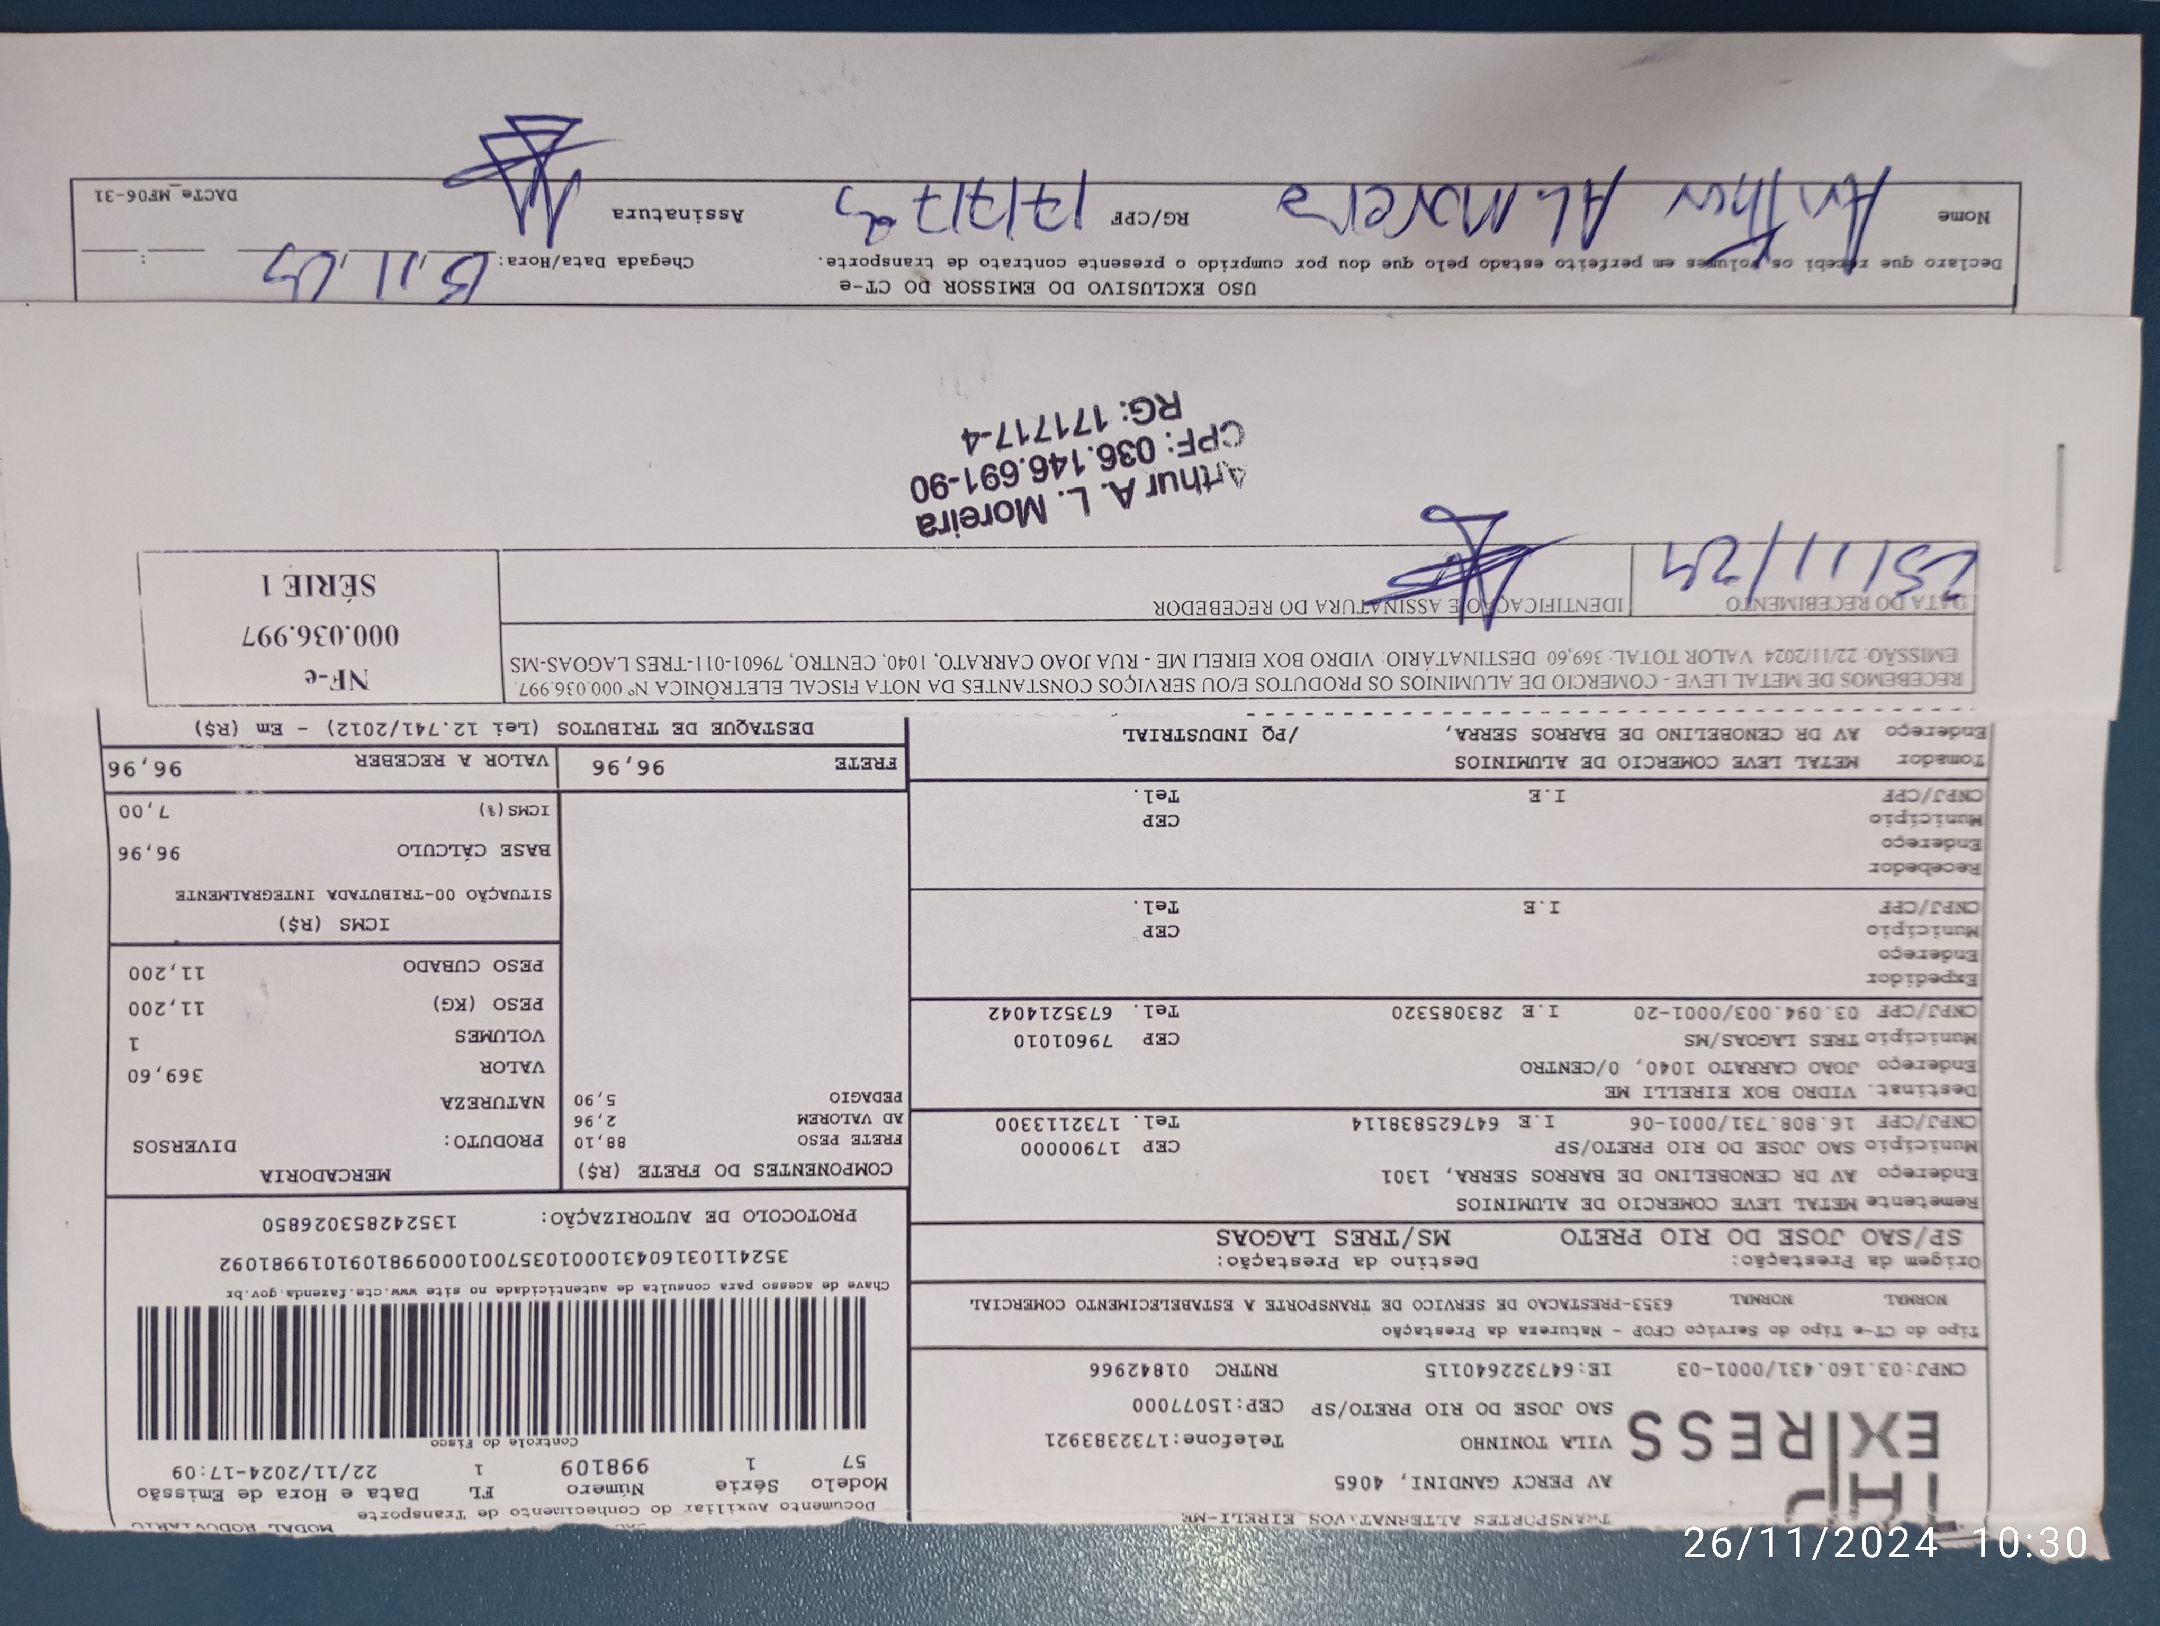 TRANSPORTES ALTERNATIVOS EIRELI-ME
EXPRESS
AV PERCY GANDINI, 4065
VILA TONINHO Telefone:1732383921
SAO JOSE DO RIO PRETO/SP CEP:15077000
CNPJ:03.160.431/0001-03 IE:647322640115 RNTRC 01842966
MODAL RODOVIARIO
Documento Auxiliar do Conhecimento de Transporte
Modelo Série Número FL Data e Hora de Emissão
57 1 998109 1 22/11/2024-17:09
Controle do Fisco
Chave de acesso para consulta de autenticidade no site www.cte.fazenda.gov.br
35241103160431000103570010009981091019981092
PROTOCOLO DE AUTORIZAÇÃO: 135242853026850
Tipo do CT-e Tipo do Serviço CFOP - Natureza da Prestação
NORMAL NORMAL 6353-PRESTACAO DE SERVICO DE TRANSPORTE A ESTABELECIMENTO COMERCIAL
Origem da Prestação: Destino da Prestação:
SP/SAO JOSE DO RIO PRETO MS/TRES LAGOAS
Remetente METAL LEVE COMERCIO DE ALUMINIOS
Endereço AV DR CENOBELINO DE BARROS SERRA, 1301
Município SAO JOSE DO RIO PRETO/SP CEP 17900000
CNPJ/CPF 16.808.731/0001-06 I.E 647625838114 Tel. 1732113300
Destinat. VIDRO BOX EIRELLI ME
Endereço JOAO CARRATO 1040, 0/CENTRO
Município TRES LAGOAS/MS CEP 79601010
CNPJ/CPF 03.094.003/0001-20 I.E 283085320 Tel. 6735214042
Expedidor
Endereço
Município CEP
CNPJ/CPF I.E Tel.
Recebedor
Endereço
Município CEP
CNPJ/CPF I.E Tel.
Tomador METAL LEVE COMERCIO DE ALUMINIOS
Endereço AV DR CENOBELINO DE BARROS SERRA, /PQ INDUSTRIAL
COMPONENTES DO FRETE (R$)
FRETE PESO 88,10
AD VALOREM 2,96
PEDAGIO 5,90
FRETE 96,96
MERCADORIA
PRODUTO: DIVERSOS
NATUREZA
VALOR 369,60
VOLUMES 1
PESO (KG) 11,200
PESO CUBADO 11,200
ICMS (R$)
SITUAÇÃO 00-TRIBUTADA INTEGRALMENTE
BASE CÁLCULO 96,96
ICMS(%) 7,00
VALOR A RECEBER 96,96
DESTAQUE DE TRIBUTOS (Lei 12.741/2012) - Em (R$)
RECEBEMOS DE METAL LEVE - COMERCIO DE ALUMINIOS OS PRODUTOS E/OU SERVIÇOS CONSTANTES DA NOTA FISCAL ELETRÔNICA Nº 000.036.997.
EMISSÃO: 22/11/2024 VALOR TOTAL: 369,60 DESTINATÁRIO: VIDRO BOX EIRELI ME - RUA JOAO CARRATO, 1040, CENTRO, 79601-011-TRES LAGOAS-MS
DATA DO RECEBIMENTO IDENTIFICAÇÃO E ASSINATURA DO RECEBEDOR
25/11/24
NF-e
000.036.997
SÉRIE 1
Arthur A. L. Moreira
CPF: 036.146.691-90
RG: 171717-4
USO EXCLUSIVO DO EMISSOR DO CT-e
Declaro que recebi os volumes em perfeito estado pelo que dou por cumprido o presente contrato de transporte.
Chegada Data/Hora: :
Nome Arthur AL Moreira RG/CPF Assinatura
DACTe_MF06-31
26/11/2024 10:30